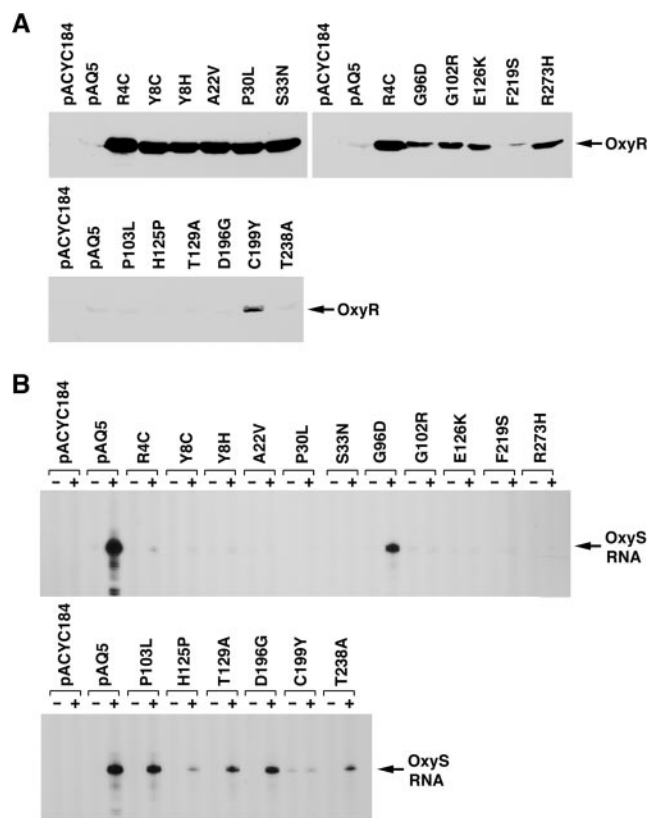 A
pACYC184 pAQ5 R4C Y8C Y8H A22V P30L S33N pACYC184 pAQ5 R4C G96D G102R E126K F219S R273H
OxyR
pACYC184 pAQ5 P103L H125P T129A D196G C199Y T238A
OxyR
B
pACYC184 pAQ5 R4C Y8C Y8H A22V P30L S33N G96D G102R E126K F219S R273H
- + - + - + - + - + - + - + - + - + - + - + - + - +
OxyS
RNA
pACYC184 pAQ5 P103L H125P T129A D196G C199Y T238A
- + - + - + - + - + - + - + - +
OxyS
RNA